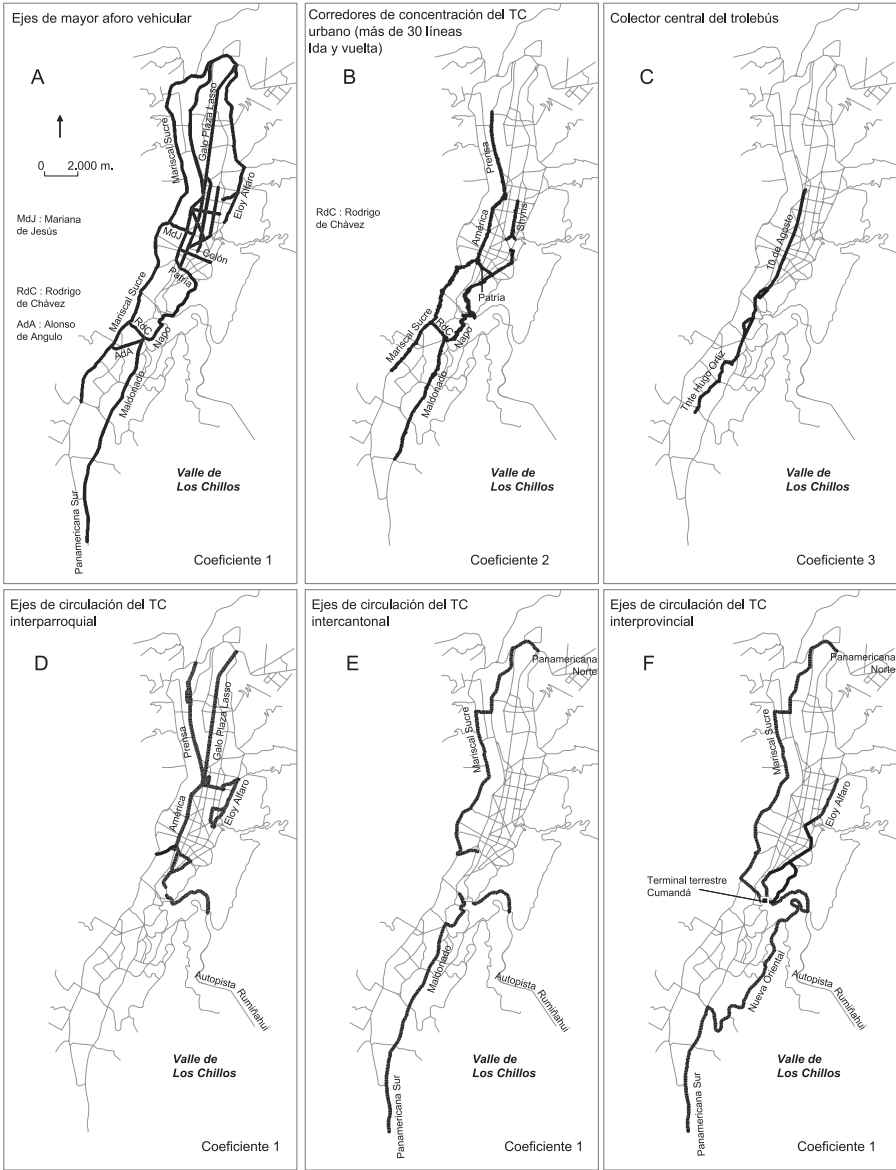 Ejes de mayor aforo vehicular
A
0 2.000 m.
MdJ : Mariana
de Jesús
RdC : Rodrigo
de Chàvez
AdA : Alonso
de Angulo
Mariscal Sucre
Galo Plaza Lasso
Eloy Alfaro
MdJ
Colón
Patria
Mariscal Sucre
RdC
Napo
AdA
Maldonado
Panamericana Sur
Valle de
Los Chillos
Coeficiente 1
Corredores de concentración del TC
urbano (más de 30 líneas
Ida y vuelta)
B
RdC : Rodrigo
de Chávez
Prensa
América
Shyris
Patría
Mariscal Sucre
RdC
Napo
Maldonado
Valle de
Los Chillos
Coeficiente 2
Colector central del trolebús
C
10 de Agosto
Tnte Hugo Ortiz
Valle de
Los Chillos
Coeficiente 3
Ejes de circulación del TC
interparroquial
D
Prensa
Galo Plaza Lasso
América
Eloy Alfaro
Autopista Rumiñahui
Valle de
Los Chillos
Coeficiente 1
Ejes de circulación del TC
intercantonal
E
Panamericana
Norte
Mariscal Sucre
Maldonado
Autopista Rumiñahui
Panamericana Sur
Valle de
Los Chillos
Coeficiente 1
Ejes de circulación del TC
interprovincial
F
Panamericana
Norte
Mariscal Sucre
Eloy Alfaro
Terminal terrestre
Cumandá
Nueva Oriental
Autopista Rumiñahui
Panamericana Sur
Valle de
Los Chillos
Coeficiente 1